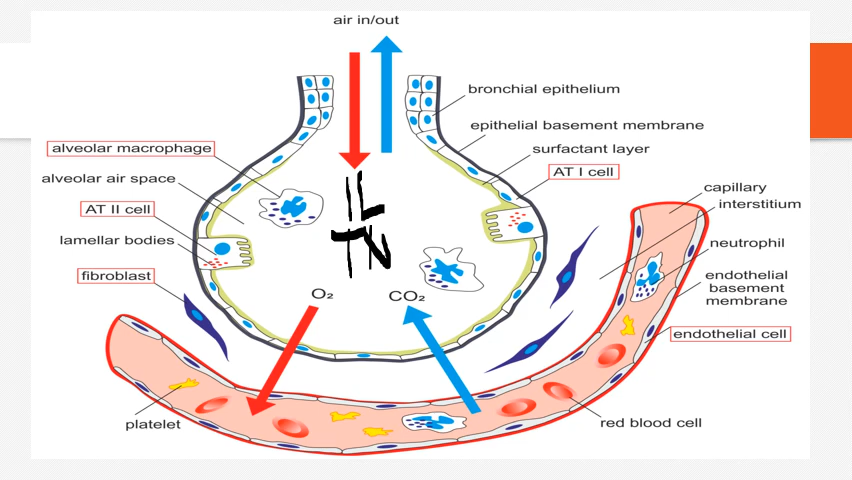 air in/out
bronchial epithelium
epithelial basement membrane
alveolar macrophage
surfactant layer
AT I cell
alveolar air space
capillary
interstitium
AT II cell
lamellar bodies
neutrophil
fibroblast
endothelial
basement
membrane
O₂
CO₂
endothelial cell
platelet
red blood cell